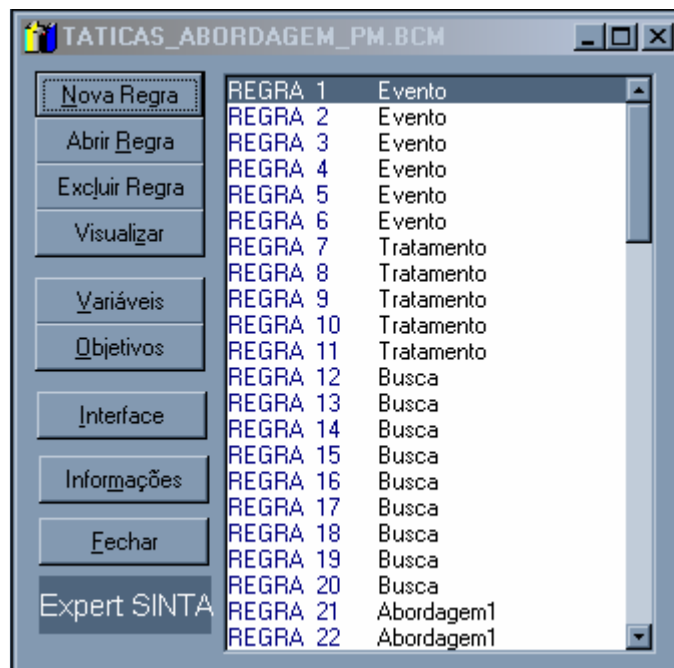 TATICAS_ABORDAGEM_PM.BCM
Nova Regra
Abrir Regra
Excluir Regra
Visualizar
Variáveis
Objetivos
Interface
Informações
Fechar
Expert SINTA
REGRA 1 Evento
REGRA 2 Evento
REGRA 3 Evento
REGRA 4 Evento
REGRA 5 Evento
REGRA 6 Evento
REGRA 7 Tratamento
REGRA 8 Tratamento
REGRA 9 Tratamento
REGRA 10 Tratamento
REGRA 11 Tratamento
REGRA 12 Busca
REGRA 13 Busca
REGRA 14 Busca
REGRA 15 Busca
REGRA 16 Busca
REGRA 17 Busca
REGRA 18 Busca
REGRA 19 Busca
REGRA 20 Busca
REGRA 21 Abordagem1
REGRA 22 Abordagem1